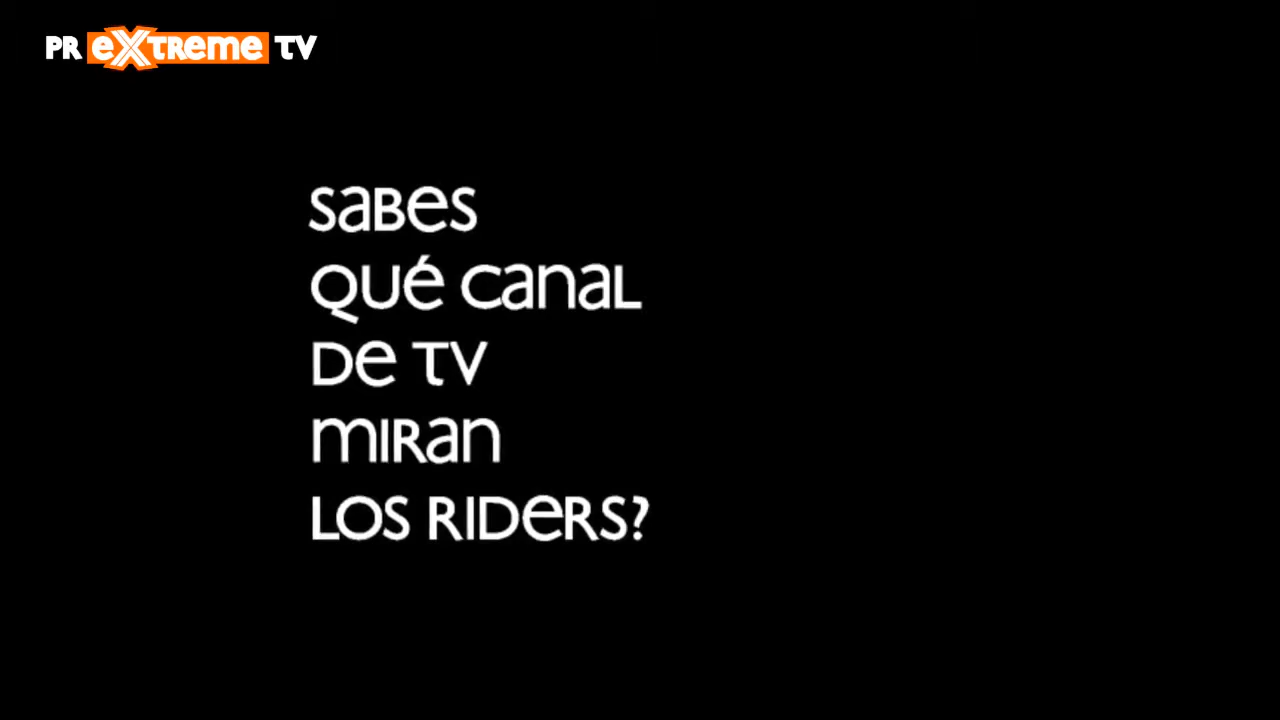 PR eXTReme TV
SaBes
QUÉ CanaL
De TV
miRan
LOS RIDeRS?